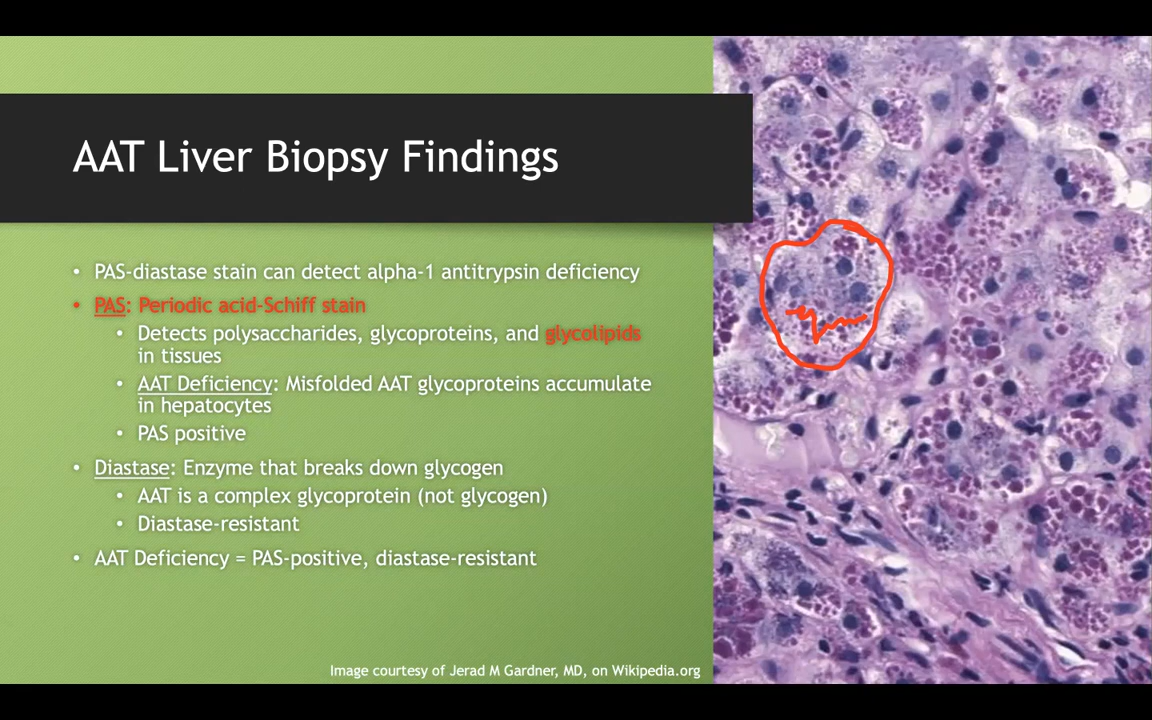 AAT Liver Biopsy Findings
• PAS-diastase stain can detect alpha-1 antitrypsin deficiency
• PAS: Periodic acid-Schiff stain
• Detects polysaccharides, glycoproteins, and glycolipids
in tissues
• AAT Deficiency: Misfolded AAT glycoproteins accumulate
in hepatocytes
• PAS positive
• Diastase: Enzyme that breaks down glycogen
• AAT is a complex glycoprotein (not glycogen)
• Diastase-resistant
• AAT Deficiency = PAS-positive, diastase-resistant
Image courtesy of Jerad M Gardner, MD, on Wikipedia.org